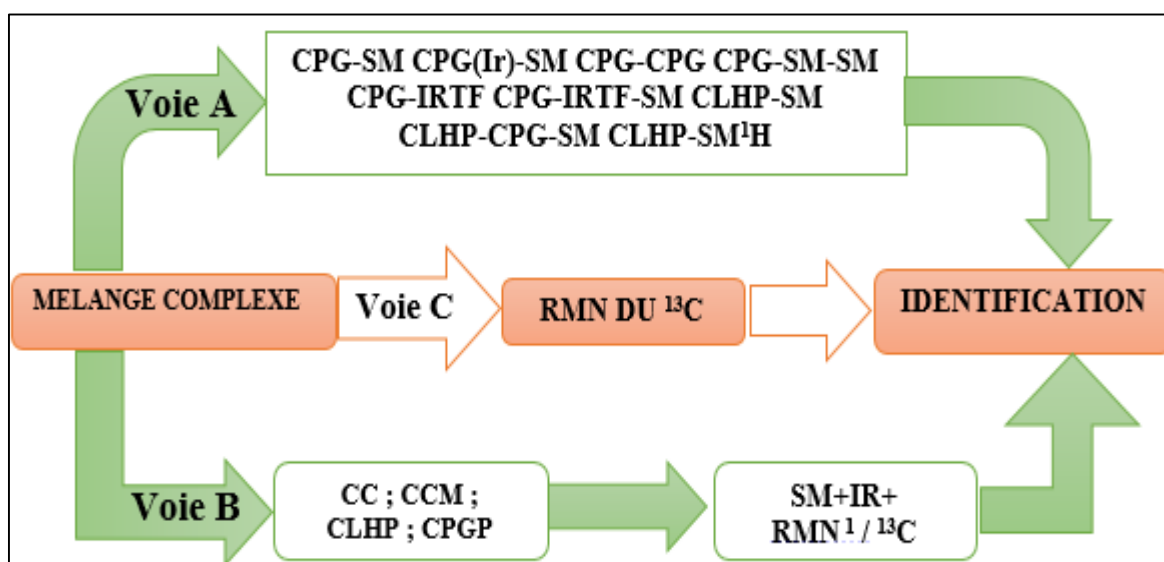 Voie A
CPG-SM CPG(Ir)-SM CPG-CPG CPG-SM-SM
CPG-IRTF CPG-IRTF-SM CLHP-SM
CLHP-CPG-SM CLHP-SM¹H
MELANGE COMPLEXE
Voie C
RMN DU ¹³C
IDENTIFICATION
Voie B
CC ; CCM ;
CLHP ; CPGP
SM+IR+
RMN ¹ / ¹³C